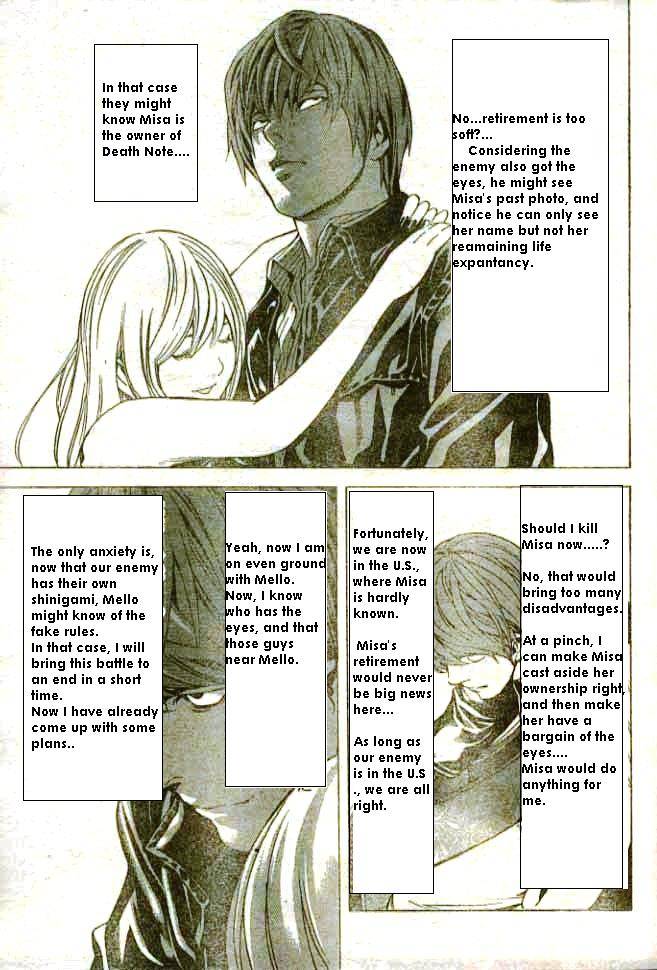 No...retirement is too
soft?...
Considering the
enemy also got the
eyes, he might see
Misa's past photo, and
notice he can only see
her name but not her
reamaining life
expantancy.
In that case
they might
know Misa is
the owner of
Death Note....
Should I kill
Misa now.....?
No, that would
bring too many
disadvantages.
At a pinch, I
can make Misa
cast aside her
ownership right,
and then make
her have a
bargain of the
eyes....
Misa would do
anything for
me.
Fortunately,
we are now
in the U.S.,
where Misa
is hardly
known.
Misa's
retirement
would never
be big news
here...
As long as
our enemy
is in the U.S
., we are all
right.
Yeah, now I am
on even ground
with Mello.
Now, I know
who has the
eyes, and that
those guys
near Mello.
The only anxiety is,
now that our enemy
has their own
shinigami, Mello
might know of the
fake rules.
In that case, I will
bring this battle to
an end in a short
time.
Now I have already
come up with some
plans..